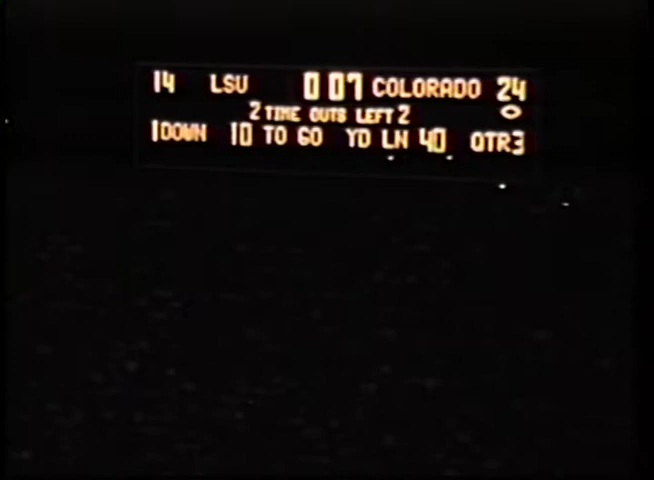 14 LSU 0 07 COLORADO 24
2 TIME OUTS LEFT 2
1 DOWN 10 TO GO YD LN 40 QTR 3